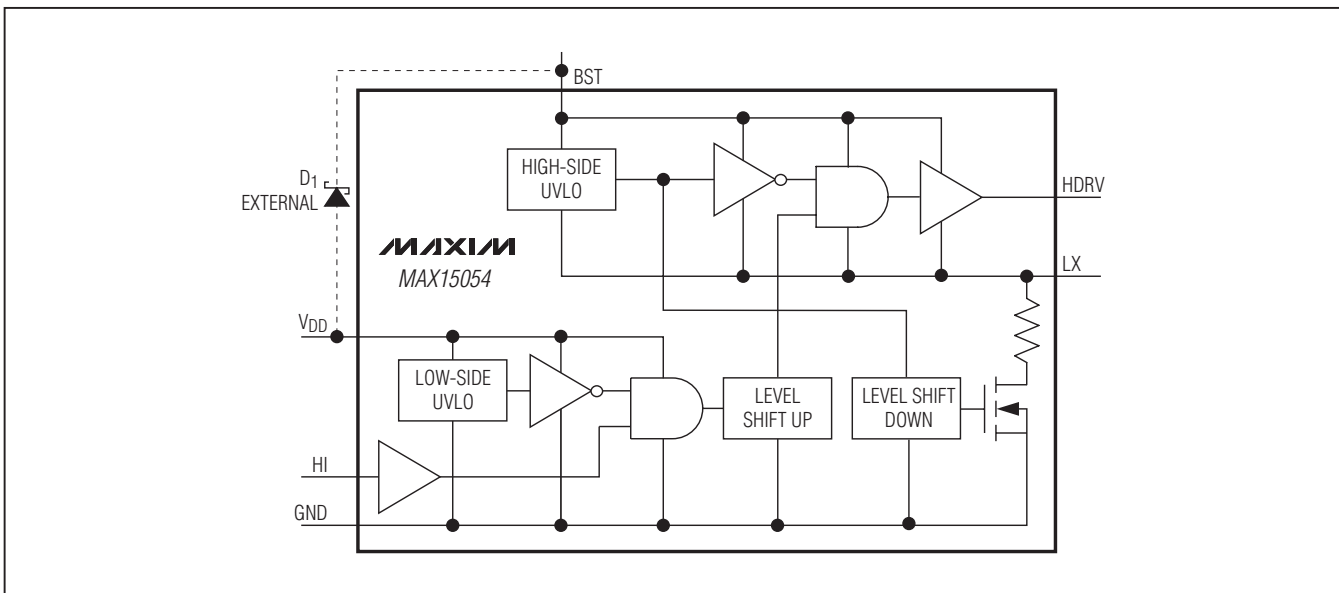 BST
HIGH-SIDE
UVLO
D1
EXTERNAL
HDRV
MAXIM
MAX15054
LX
VDD
LOW-SIDE
UVLO
LEVEL
SHIFT UP
LEVEL SHIFT
DOWN
HI
GND